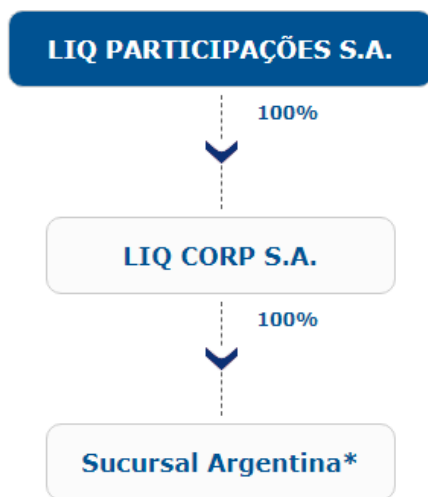 LIQ PARTICIPAÇÕES S.A.
100%
LIQ CORP S.A.
100%
Sucursal Argentina*